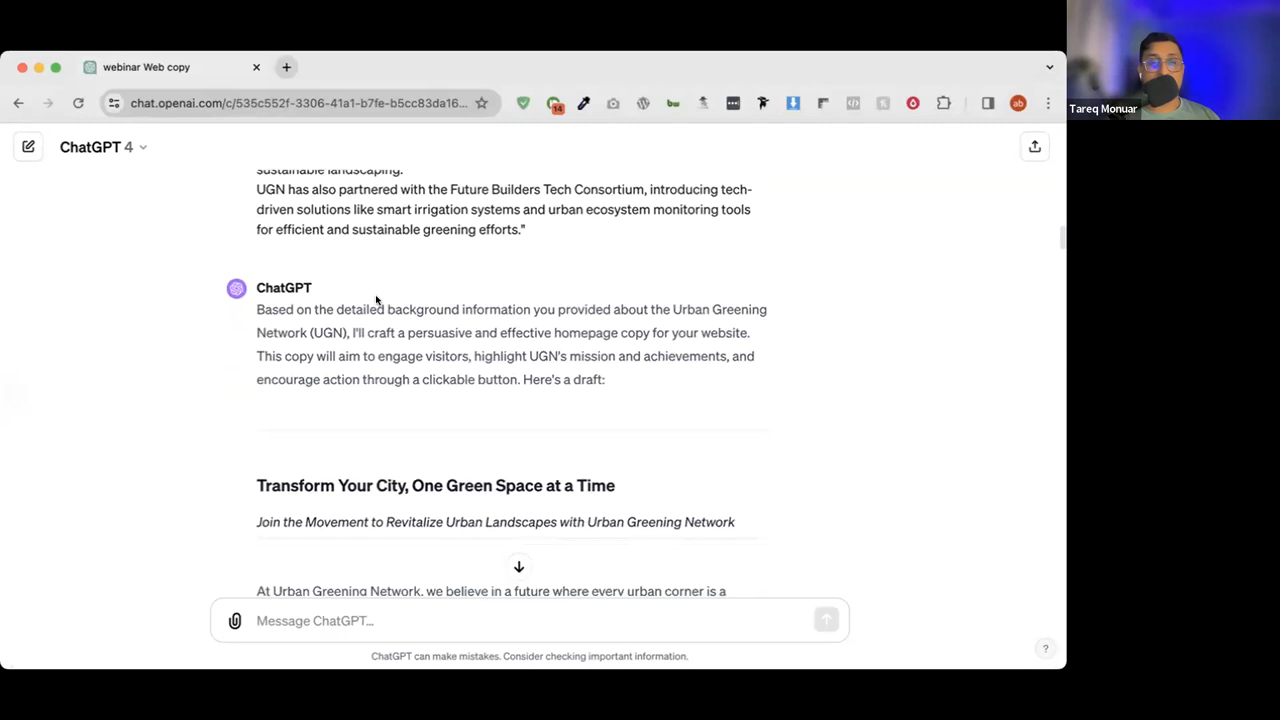 webinar Web copy
chat.openai.com/c/535c552f-3306-41a1-b7fe-b5cc83da16...
14
bw
ab
Tareq Monuar
ChatGPT 4
sustainable landscaping.
UGN has also partnered with the Future Builders Tech Consortium, introducing tech-
driven solutions like smart irrigation systems and urban ecosystem monitoring tools
for efficient and sustainable greening efforts."
ChatGPT
Based on the detailed background information you provided about the Urban Greening
Network (UGN), I'll craft a persuasive and effective homepage copy for your website.
This copy will aim to engage visitors, highlight UGN's mission and achievements, and
encourage action through a clickable button. Here's a draft:
Transform Your City, One Green Space at a Time
Join the Movement to Revitalize Urban Landscapes with Urban Greening Network
At Urban Greening Network, we believe in a future where every urban corner is a
Message ChatGPT...
ChatGPT can make mistakes. Consider checking important information.
?